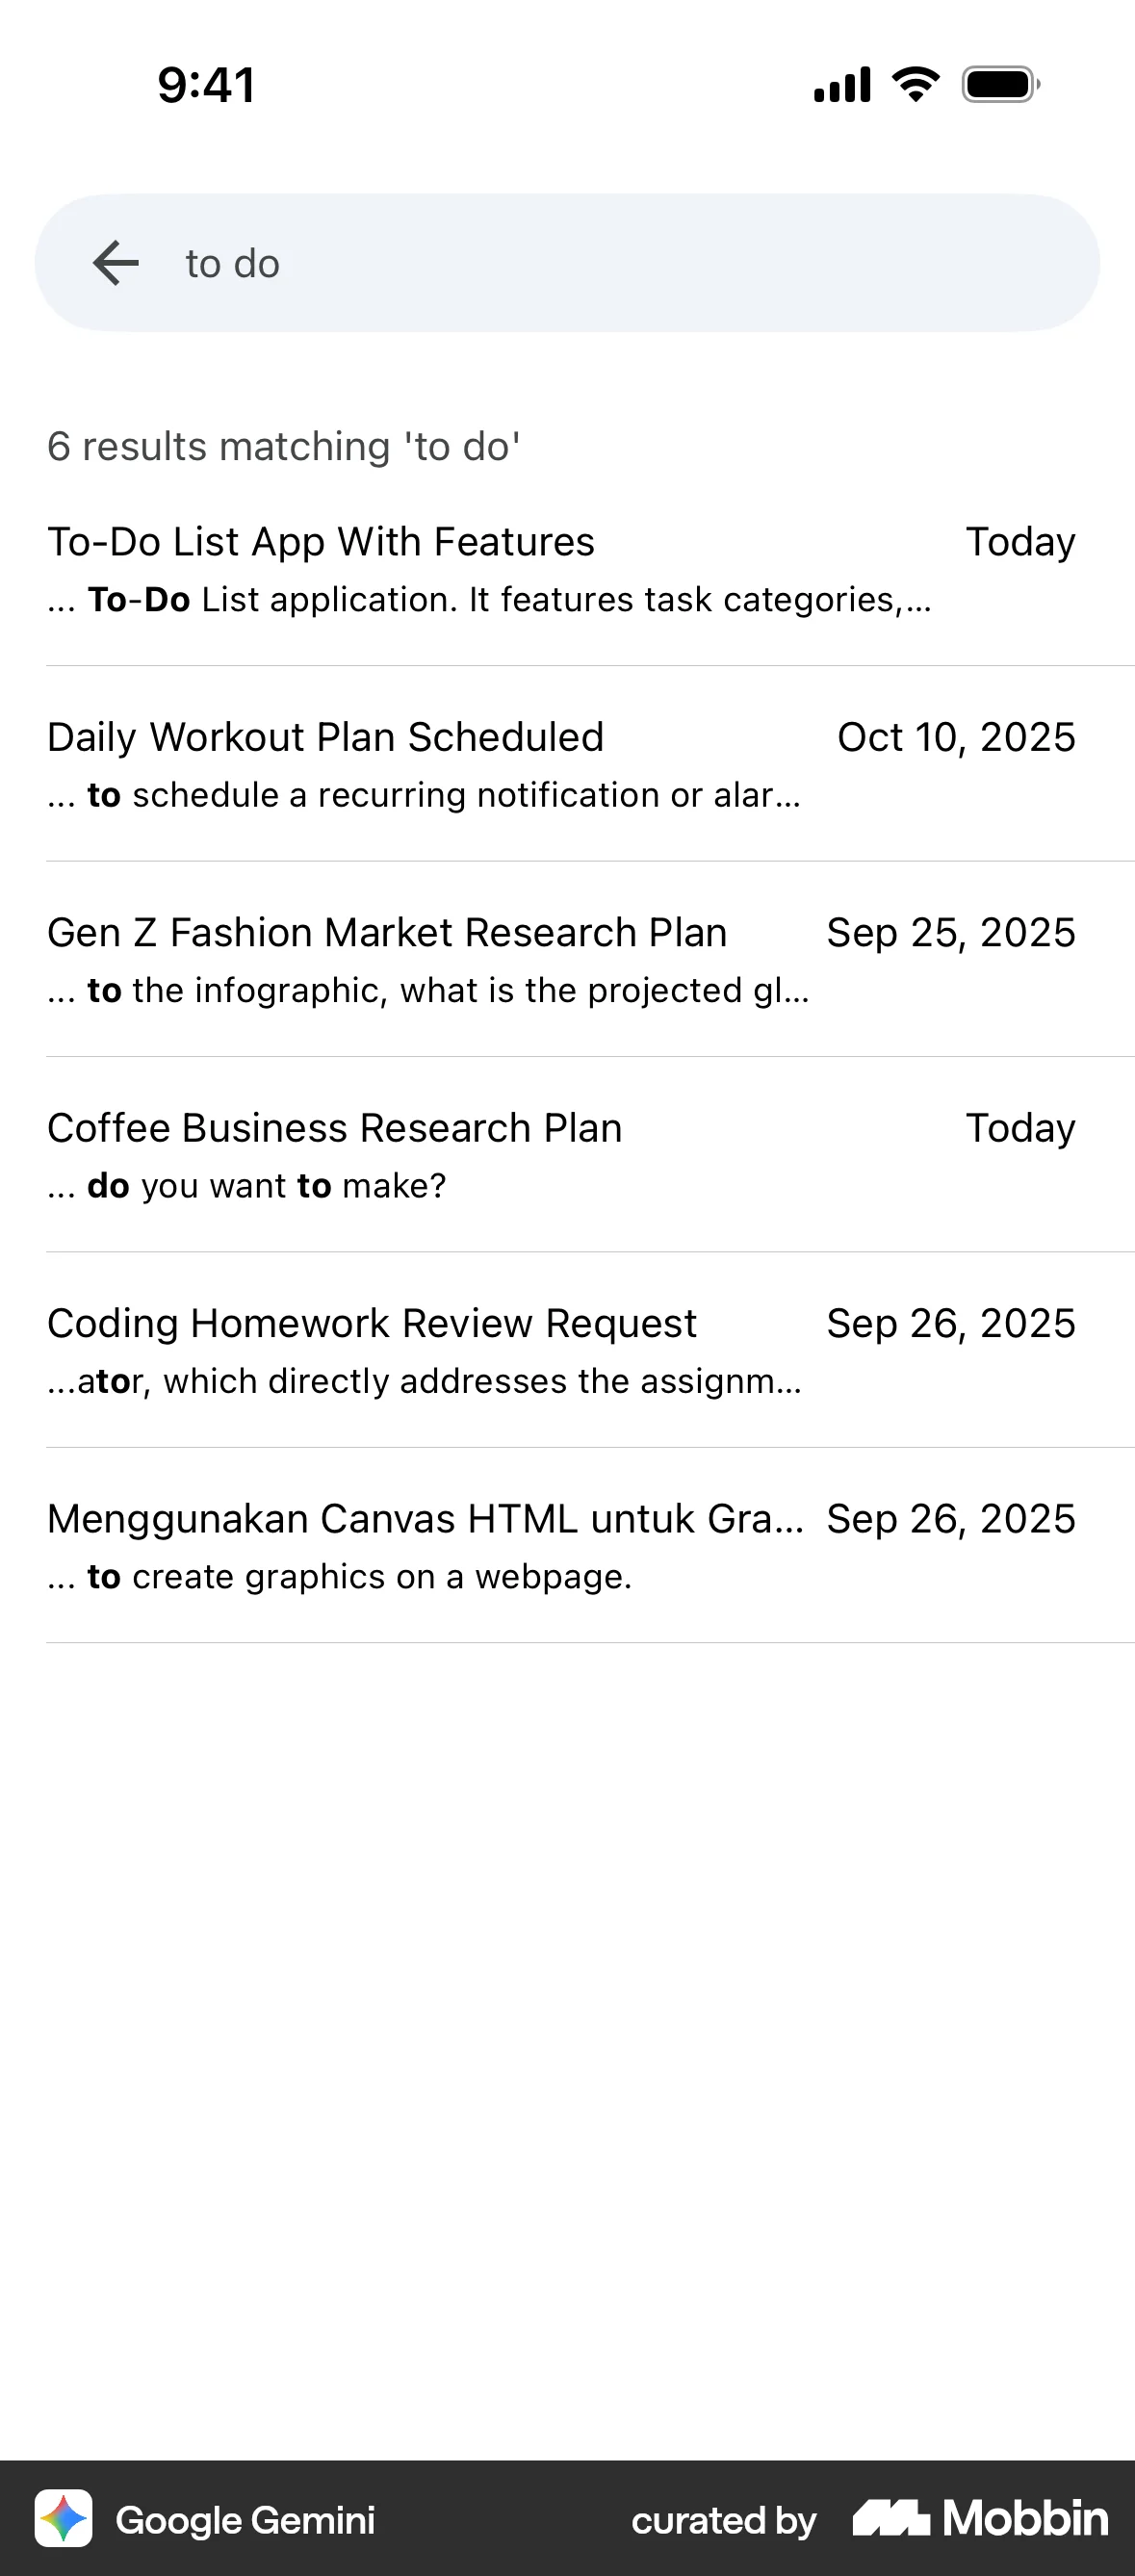 9:41
to do
6 results matching 'to do'
To-Do List App With Features Today
... To-Do List application. It features task categories,...
Daily Workout Plan Scheduled Oct 10, 2025
... to schedule a recurring notification or alar...
Gen Z Fashion Market Research Plan Sep 25, 2025
... to the infographic, what is the projected gl...
Coffee Business Research Plan Today
... do you want to make?
Coding Homework Review Request Sep 26, 2025
...ator, which directly addresses the assignm...
Menggunakan Canvas HTML untuk Gra... Sep 26, 2025
... to create graphics on a webpage.
Google Gemini curated by Mobbin